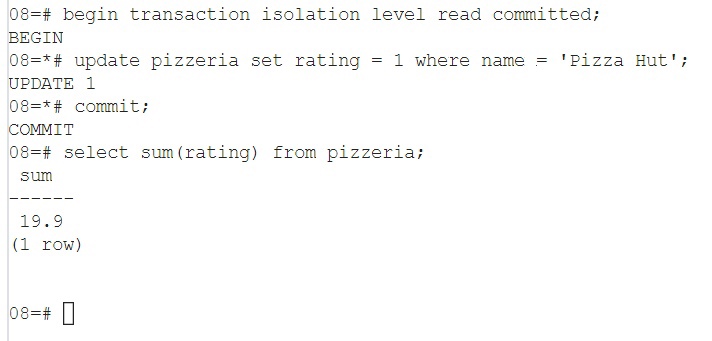 08=# begin transaction isolation level read committed;
BEGIN
08=*# update pizzeria set rating = 1 where name = 'Pizza Hut';
UPDATE 1
08=*# commit;
COMMIT
08=# select sum(rating) from pizzeria;
 sum
------
 19.9
(1 row)
08=#